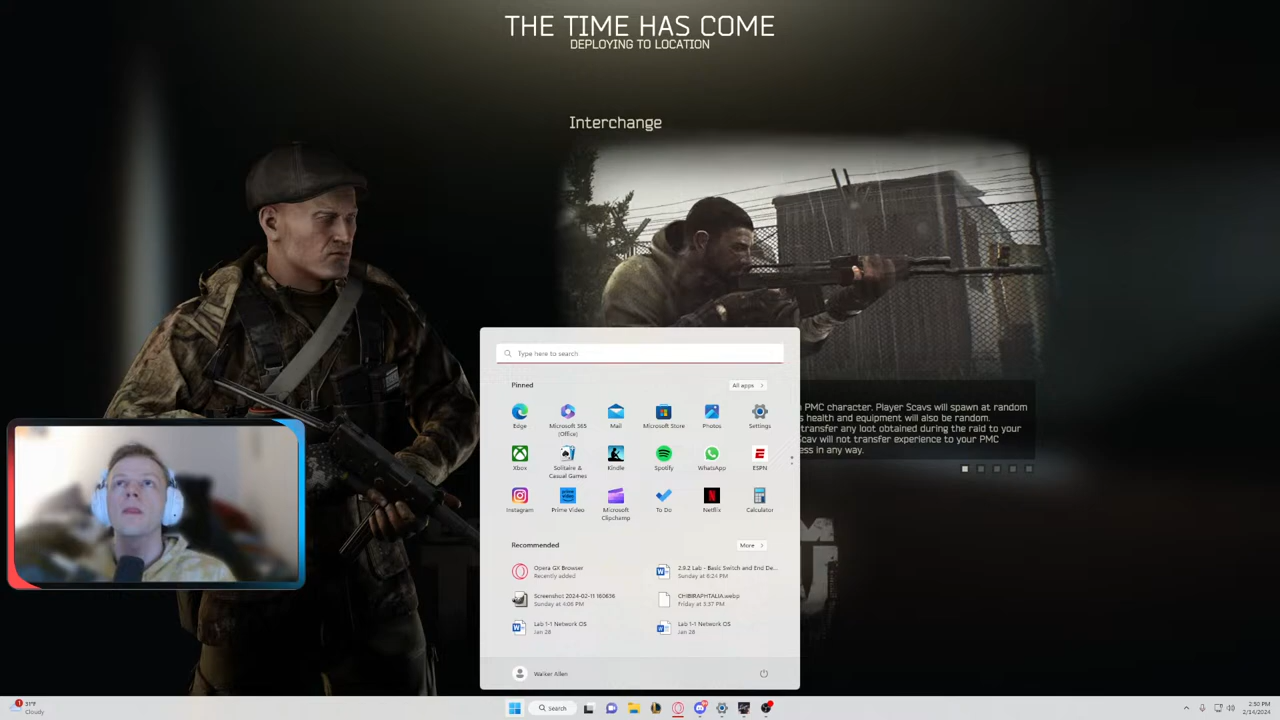 THE TIME HAS COME
DEPLOYING TO LOCATION
Interchange
PMC character. Player Scavs will spawn at random
s health and equipment will also be random.
transfer any loot obtained during the raid to your
Scav will not transfer experience to your PMC
ess in any way.
Type here to search
Pinned
All apps
Edge
Microsoft 365
(Office)
Mail
Microsoft Store
Photos
Settings
Xbox
Solitaire &
Casual Games
Kindle
Spotify
WhatsApp
ESPN
Instagram
Prime Video
Microsoft
Clipchamp
To Do
Netflix
Calculator
Recommended
More
Opera GX Browser
Recently added
2.9.2 Lab - Basic Switch and End De...
Sunday at 6:24 PM
Screenshot 2024-02-11 160636
Sunday at 4:06 PM
CHIBIRAPHTALIA.webp
Friday at 3:37 PM
Lab 1-1 Network OS
Jan 28
Lab 1-1 Network OS
Jan 28
Walker Allen
1
31°F
Cloudy
Search
2:50 PM
2/14/2024